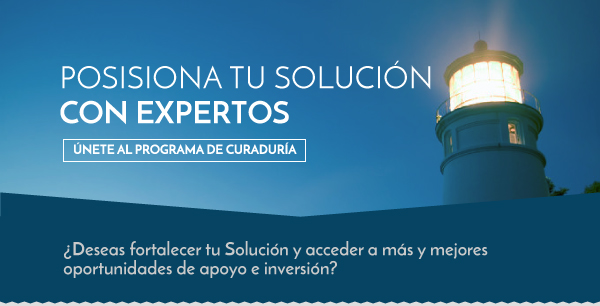 POSISIONA TU SOLUCIÓN
CON EXPERTOS
ÚNETE AL PROGRAMA DE CURADURÍA
¿Deseas fortalecer tu Solución y acceder a más y mejores
oportunidades de apoyo e inversión?